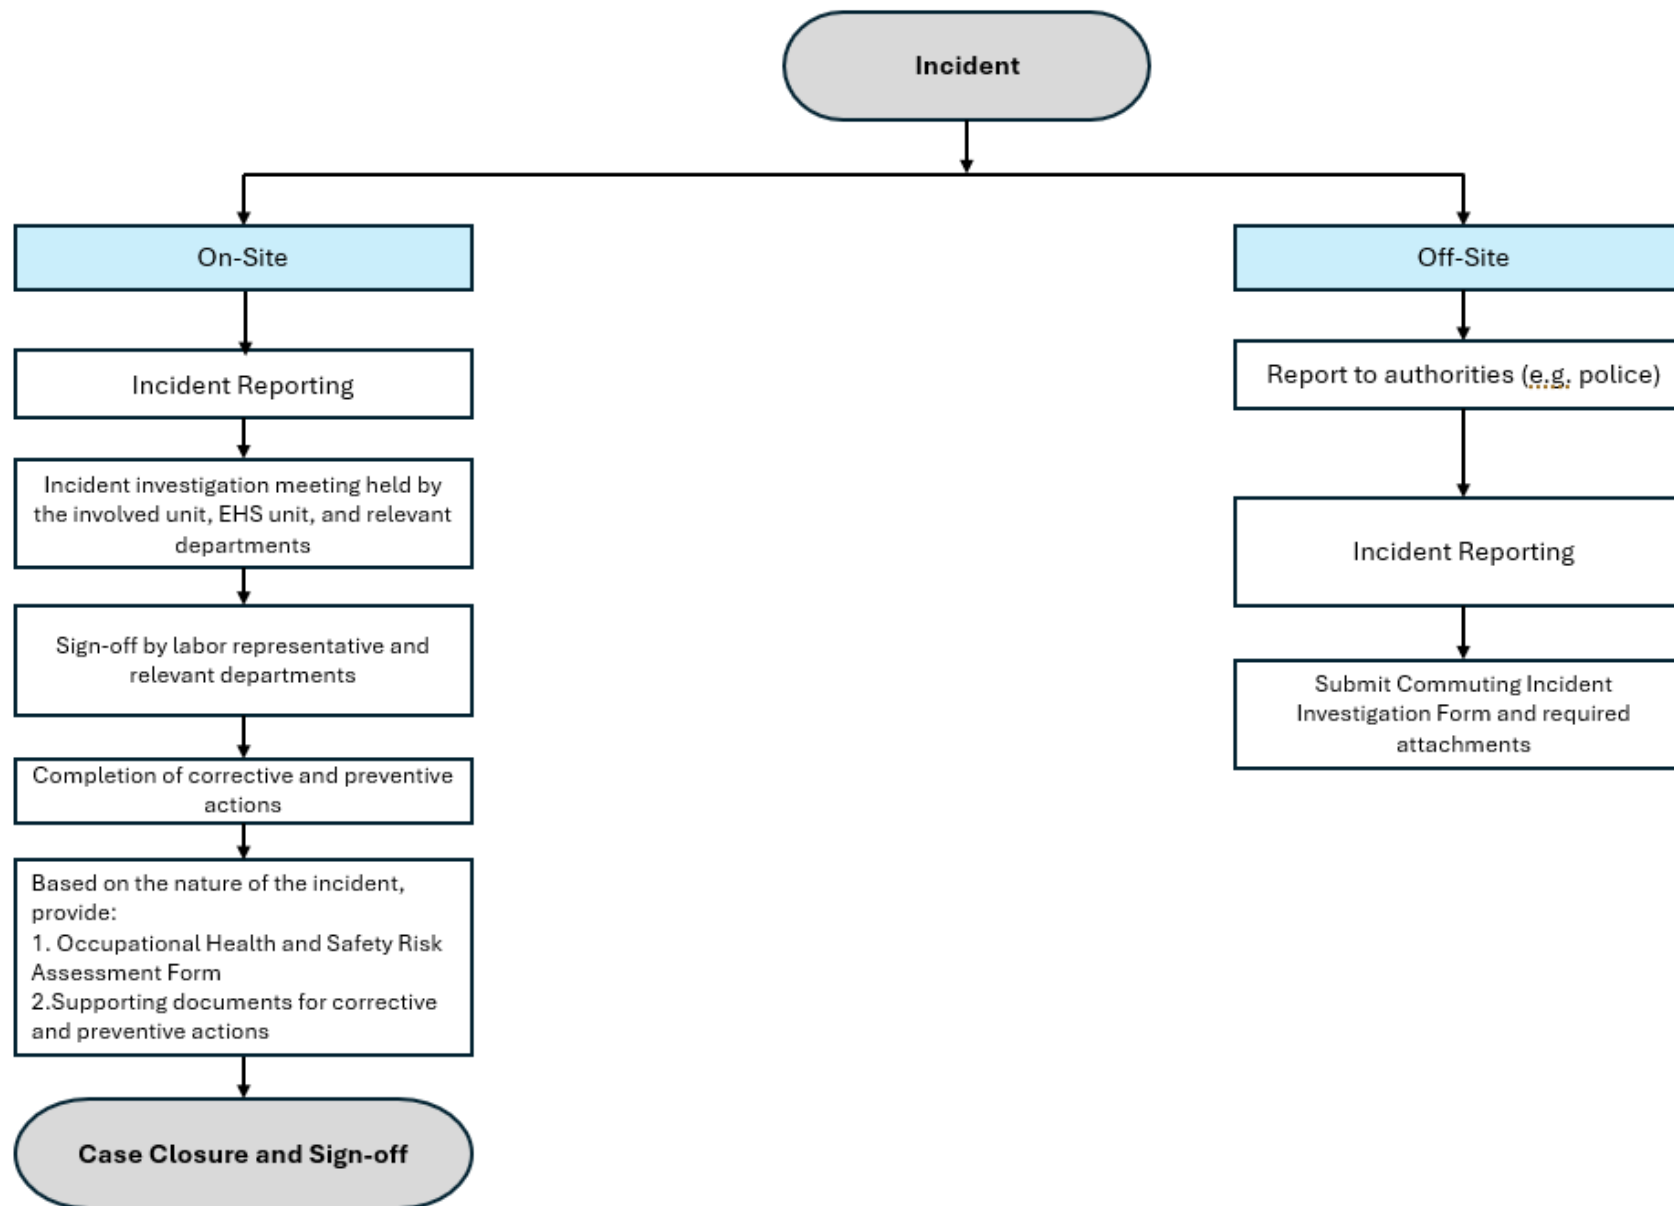 Incident
On-Site
Incident Reporting
Incident investigation meeting held by
the involved unit, EHS unit, and relevant
departments
Sign-off by labor representative and
relevant departments
Completion of corrective and preventive
actions
Based on the nature of the incident,
provide:
1. Occupational Health and Safety Risk
Assessment Form
2.Supporting documents for corrective
and preventive actions
Case Closure and Sign-off
Off-Site
Report to authorities (e.g. police)
Incident Reporting
Submit Commuting Incident
Investigation Form and required
attachments